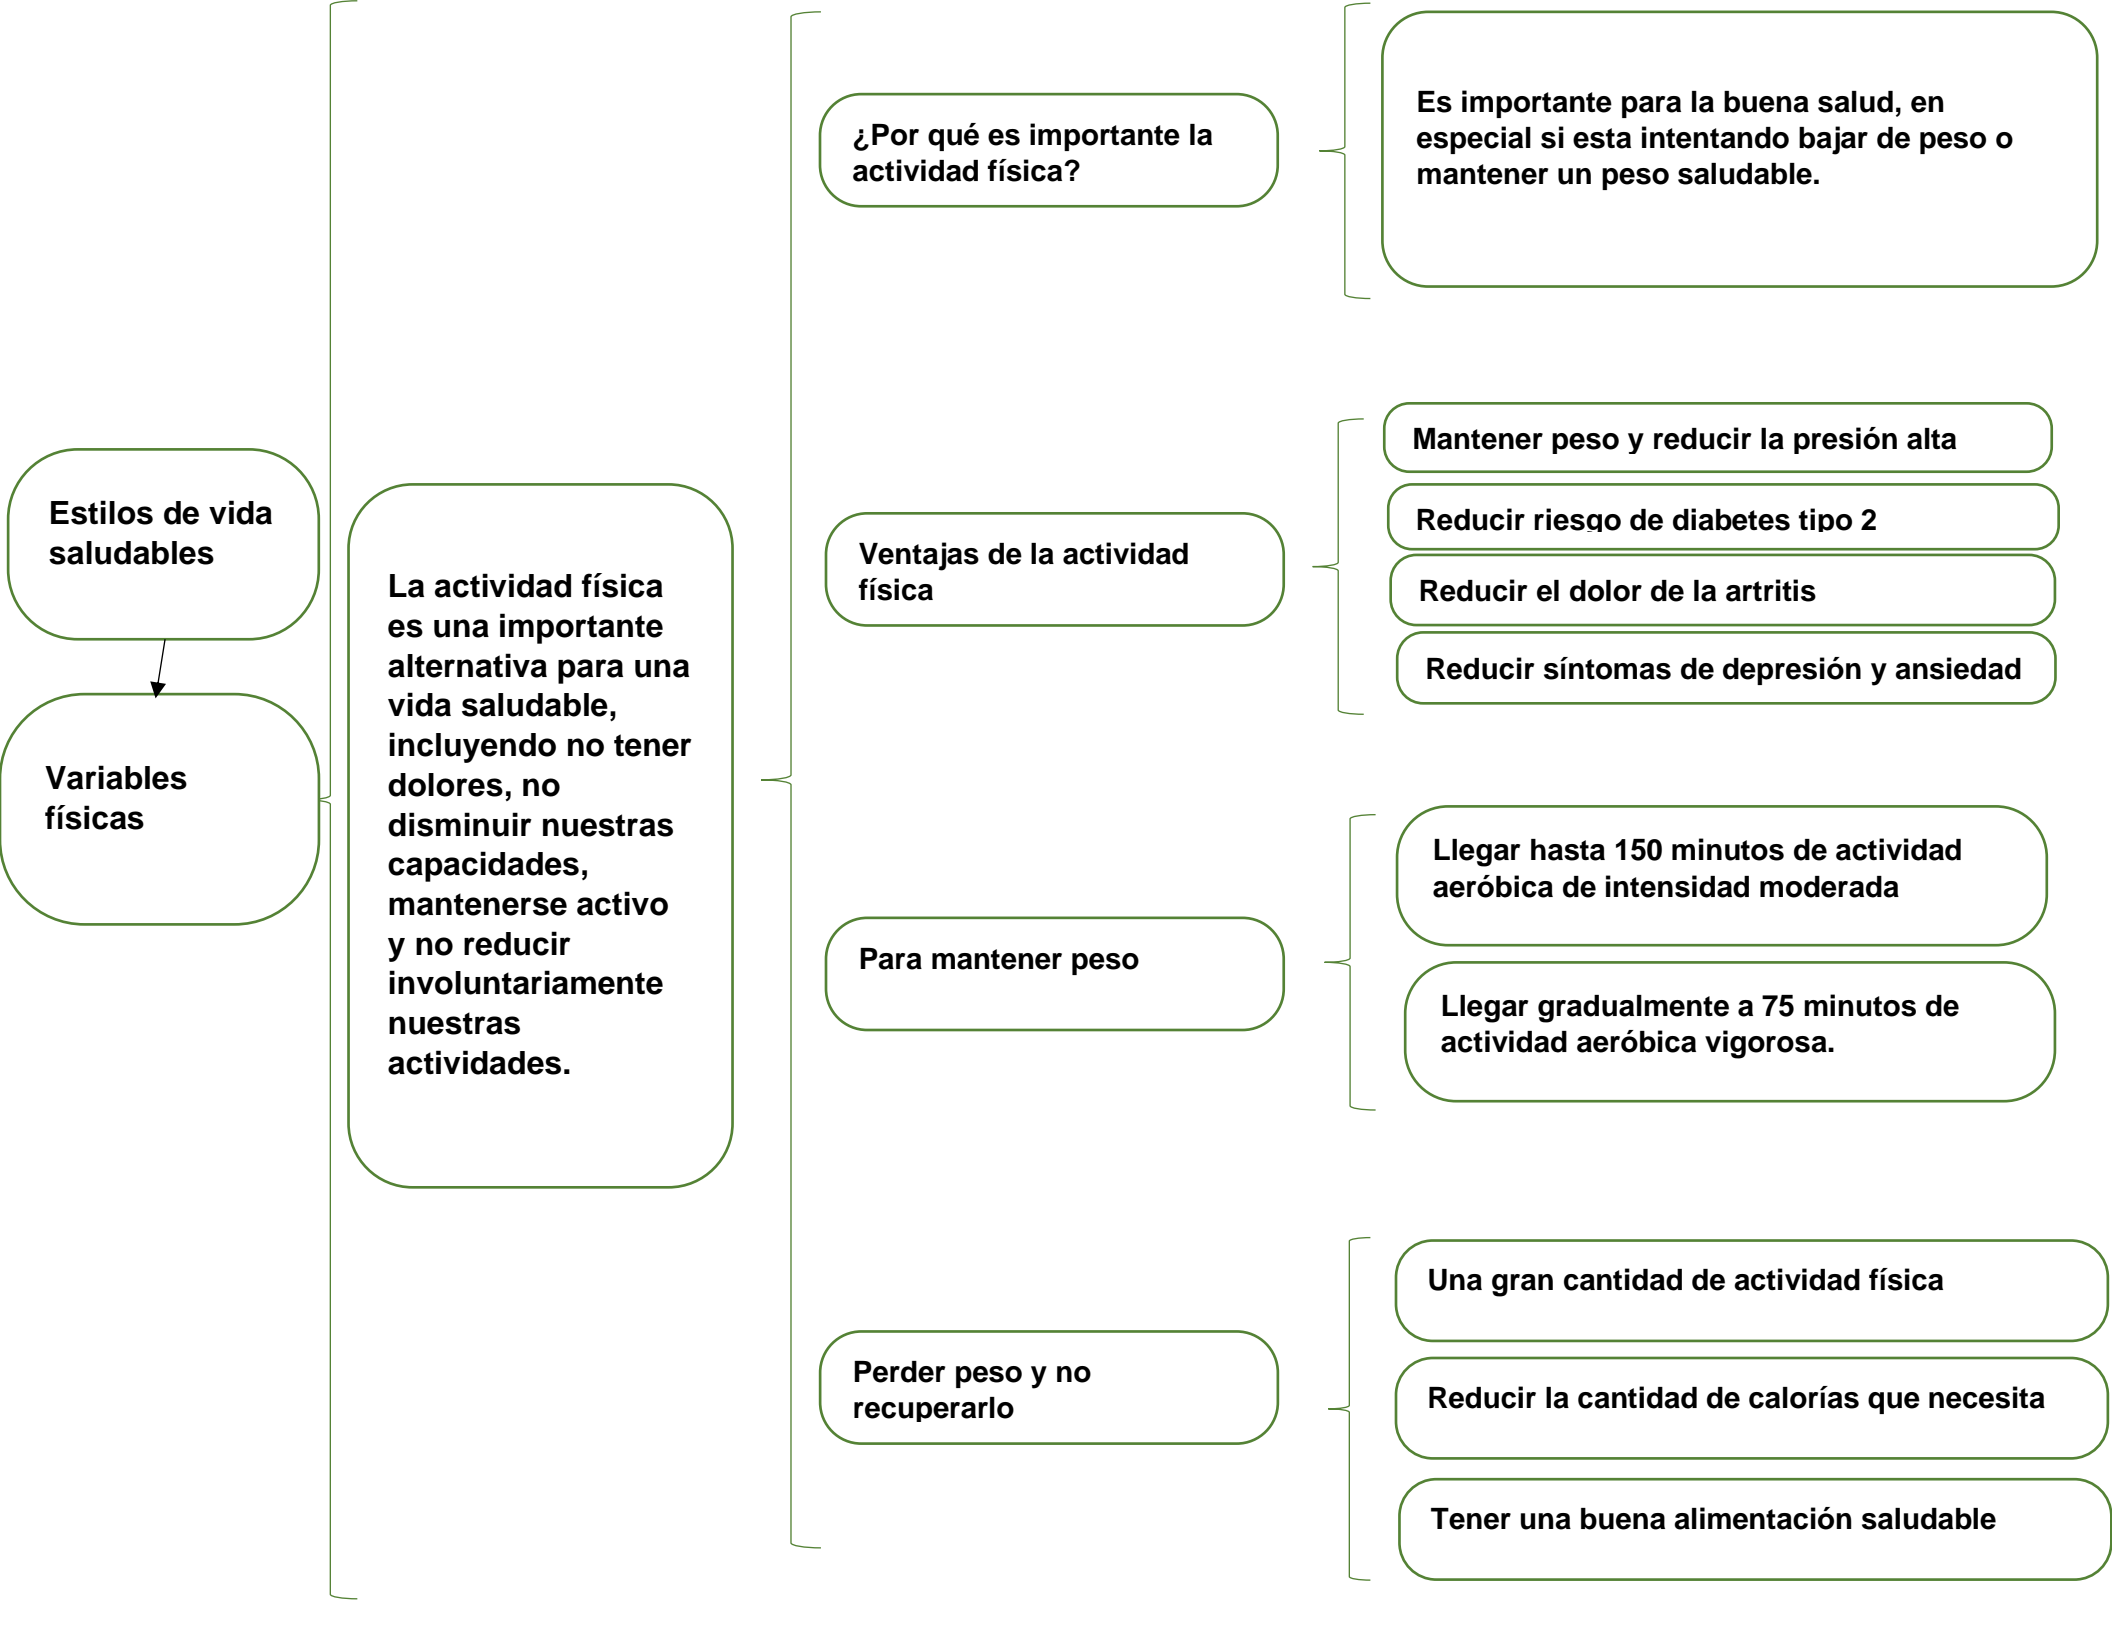 Estilos de vida
saludables
Variables
físicas
La actividad física
es una importante
alternativa para una
vida saludable,
incluyendo no tener
dolores, no
disminuir nuestras
capacidades,
mantenerse activo
y no reducir
involuntariamente
nuestras
actividades.
¿Por qué es importante la
actividad física?
Es importante para la buena salud, en
especial si esta intentando bajar de peso o
mantener un peso saludable.
Ventajas de la actividad
física
Mantener peso y reducir la presión alta
Reducir riesgo de diabetes tipo 2
Reducir el dolor de la artritis
Reducir síntomas de depresión y ansiedad
Para mantener peso
Llegar hasta 150 minutos de actividad
aeróbica de intensidad moderada
Llegar gradualmente a 75 minutos de
actividad aeróbica vigorosa.
Perder peso y no
recuperarlo
Una gran cantidad de actividad física
Reducir la cantidad de calorías que necesita
Tener una buena alimentación saludable